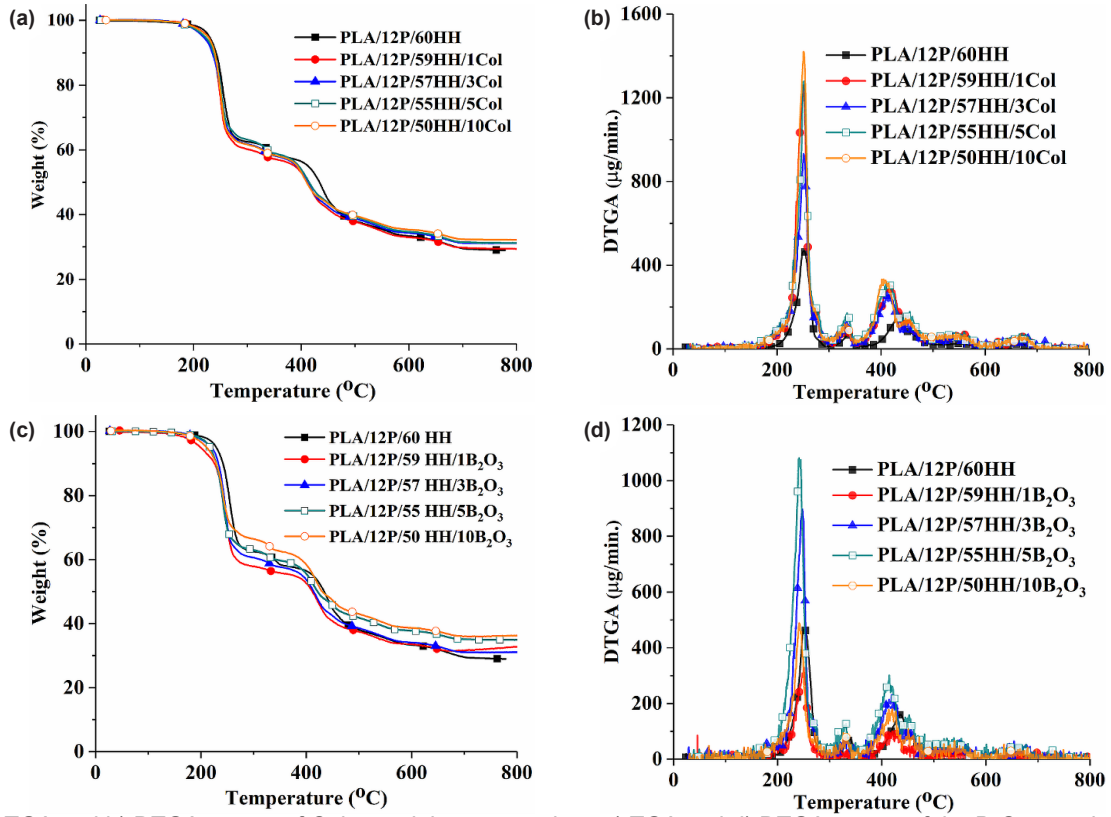 (a)
100
80
60
40
20
0
Weight (%)
0 100 200 300 400 500 600 700 800
Temperature (°C)
PLA/12P/60HH
PLA/12P/59HH/1Col
PLA/12P/57HH/3Col
PLA/12P/55HH/5Col
PLA/12P/50HH/10Col
(b)
1600
1200
800
400
0
DTGA (µg/min.)
200 400 600 800
Temperature (°C)
PLA/12P/60HH
PLA/12P/59HH/1Col
PLA/12P/57HH/3Col
PLA/12P/55HH/5Col
PLA/12P/50HH/10Col
(c)
100
80
60
40
20
0
Weight (%)
0 200 400 600 800
Temperature (°C)
PLA/12P/60 HH
PLA/12P/59 HH/1B₂O₃
PLA/12P/57 HH/3B₂O₃
PLA/12P/55 HH/5B₂O₃
PLA/12P/50 HH/10B₂O₃
(d)
1200
1000
800
600
400
200
0
DTGA (µg/min.)
0 200 400 600 800
Temperature (°C)
PLA/12P/60HH
PLA/12P/59HH/1B₂O₃
PLA/12P/57HH/3B₂O₃
PLA/12P/55HH/5B₂O₃
PLA/12P/50HH/10B₂O₃